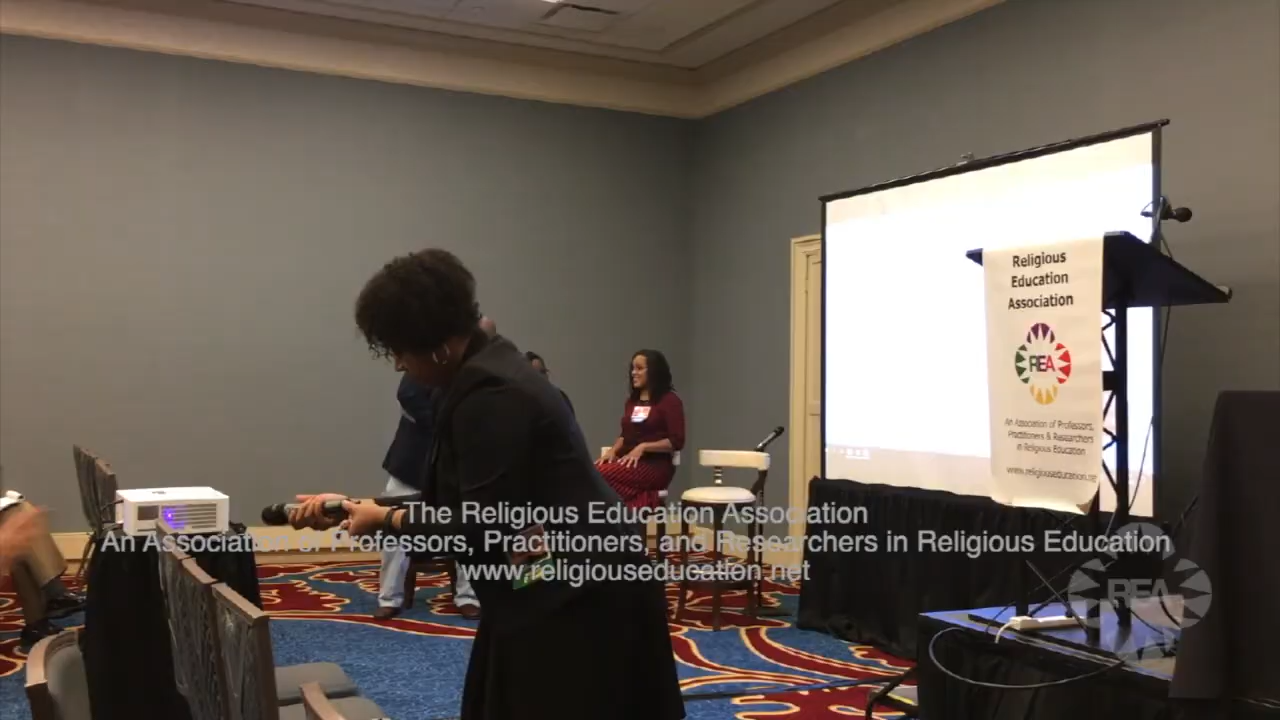 Religious
Education
Association
REA
An Association of Professors,
Practitioners & Researchers
in Religious Education
www.religiouseducation.net
The Religious Education Association
An Association of Professors, Practitioners, and Researchers in Religious Education
www.religiouseducation.net
REA